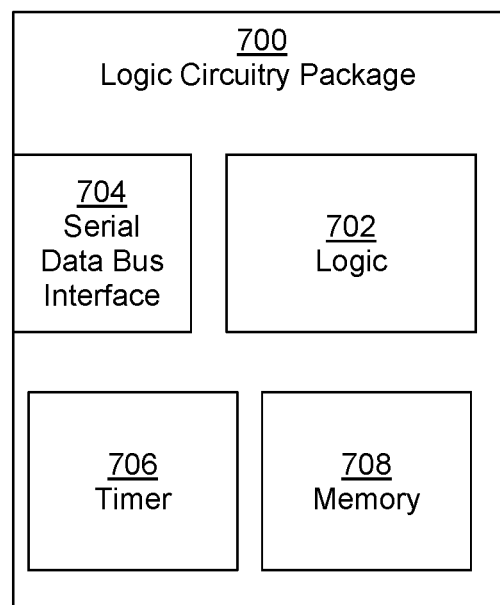 700
Logic Circuitry Package
704
Serial
Data Bus
Interface
702
Logic
706
Timer
708
Memory